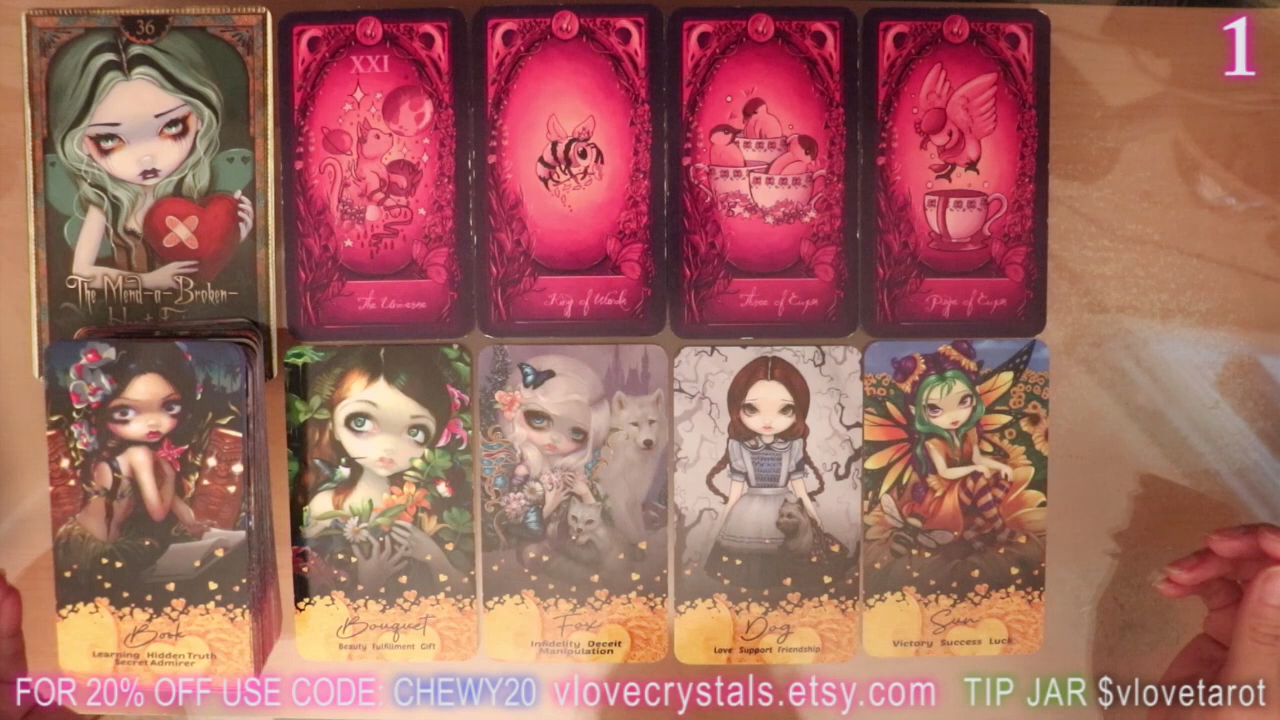 1
36
The Mend-a-Broken-
XXI
The Universe
King of Wands
Three of Cups
Page of Cups
Book
Learning Hidden Truth
Secret Admirer
Bouquet
Beauty Fulfillment Gift
Fox
Infidelity Deceit
Manipulation
Dog
Love Support Friendship
Sun
Victory Success Luck
FOR 20% OFF USE CODE: CHEWY20 vlovecrystals.etsy.com TIP JAR $vlovetarot